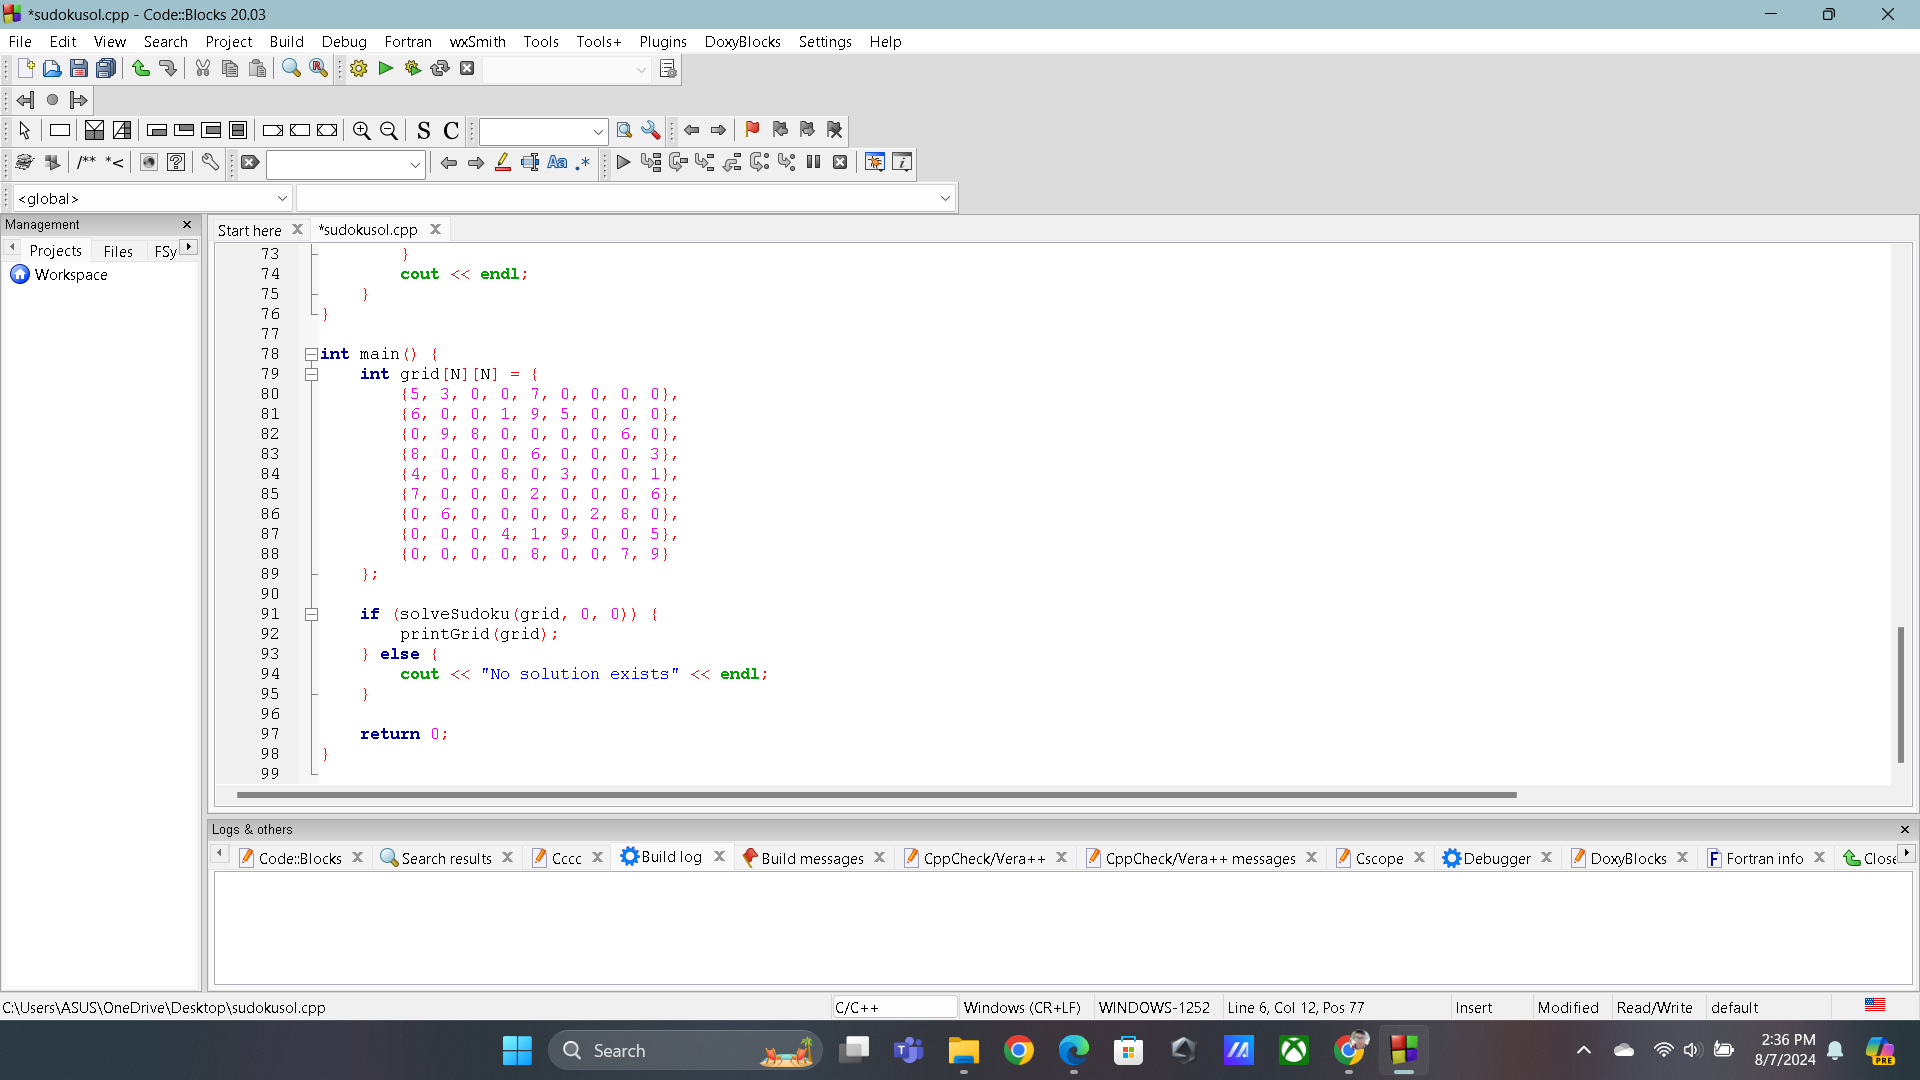 *sudokusol.cpp - Code::Blocks 20.03
File Edit View Search Project Build Debug Fortran wxSmith Tools Tools+ Plugins DoxyBlocks Settings Help
S C
/** *< ? Aa .* i
<global>
Management
Projects Files FSy
Workspace
Start here *sudokusol.cpp
73 }
74 cout << endl;
75 }
76 }
77
78 int main() {
79 int grid[N][N] = {
80 {5, 3, 0, 0, 7, 0, 0, 0, 0},
81 {6, 0, 0, 1, 9, 5, 0, 0, 0},
82 {0, 9, 8, 0, 0, 0, 0, 6, 0},
83 {8, 0, 0, 0, 6, 0, 0, 0, 3},
84 {4, 0, 0, 8, 0, 3, 0, 0, 1},
85 {7, 0, 0, 0, 2, 0, 0, 0, 6},
86 {0, 6, 0, 0, 0, 0, 2, 8, 0},
87 {0, 0, 0, 4, 1, 9, 0, 0, 5},
88 {0, 0, 0, 0, 8, 0, 0, 7, 9}
89 };
90
91 if (solveSudoku(grid, 0, 0)) {
92 printGrid(grid);
93 } else {
94 cout << "No solution exists" << endl;
95 }
96
97 return 0;
98 }
99
Logs & others
Code::Blocks Search results Cccc Build log Build messages CppCheck/Vera++ CppCheck/Vera++ messages Cscope Debugger DoxyBlocks F Fortran info Close
C:\Users\ASUS\OneDrive\Desktop\sudokusol.cpp C/C++ Windows (CR+LF) WINDOWS-1252 Line 6, Col 12, Pos 77 Insert Modified Read/Write default
Search
2:36 PM
8/7/2024
PRE